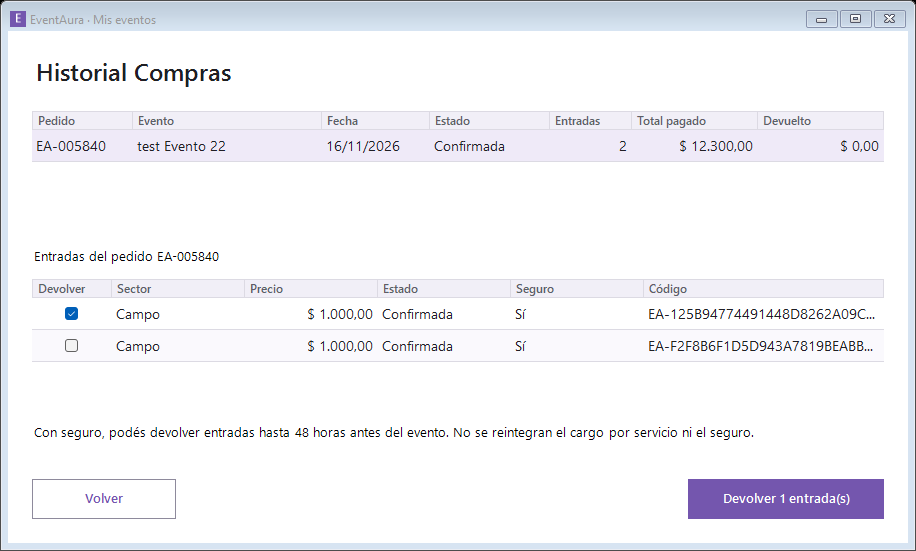 E EventAura · Mis eventos
Historial Compras
Pedido Evento Fecha Estado Entradas Total pagado Devuelto
EA-005840 test Evento 22 16/11/2026 Confirmada 2 $ 12.300,00 $ 0,00
Entradas del pedido EA-005840
Devolver Sector Precio Estado Seguro Código
Campo $ 1.000,00 Confirmada Sí EA-125B94774491448D8262A09C...
Campo $ 1.000,00 Confirmada Sí EA-F2F8B6F1D5D943A7819BEABB...
Con seguro, podés devolver entradas hasta 48 horas antes del evento. No se reintegran el cargo por servicio ni el seguro.
Volver Devolver 1 entrada(s)